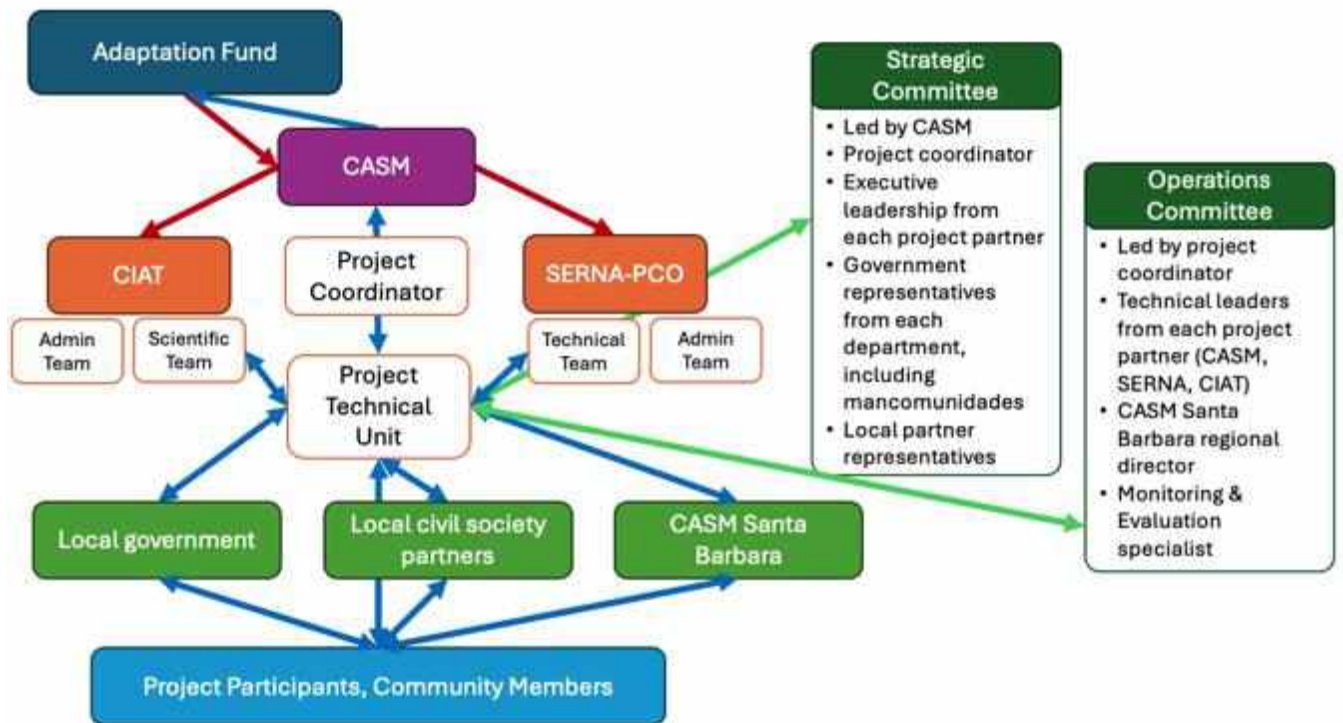 Adaptation Fund
CASM
CIAT
Project
Coordinator
SERNA-PCO
Admin
Team
Scientific
Team
Technical
Team
Admin
Team
Project
Technical
Unit
Local government
Local civil society
partners
CASM Santa
Barbara
Project Participants, Community Members
Strategic
Committee
• Led by CASM
• Project coordinator
• Executive
leadership from
each project partner
• Government
representatives
from each
department,
including
mancomunidades
• Local partner
representatives
Operations
Committee
• Led by project
coordinator
• Technical leaders
from each project
partner (CASM,
SERNA, CIAT)
• CASM Santa
Barbara regional
director
• Monitoring &
Evaluation
specialist